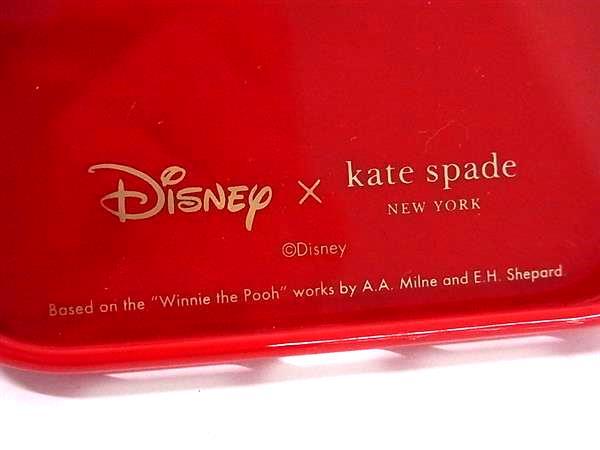 Disney × kate spade
NEW YORK
©Disney
Based on the "Winnie the Pooh" works by A.A. Milne and E.H. Shepard.